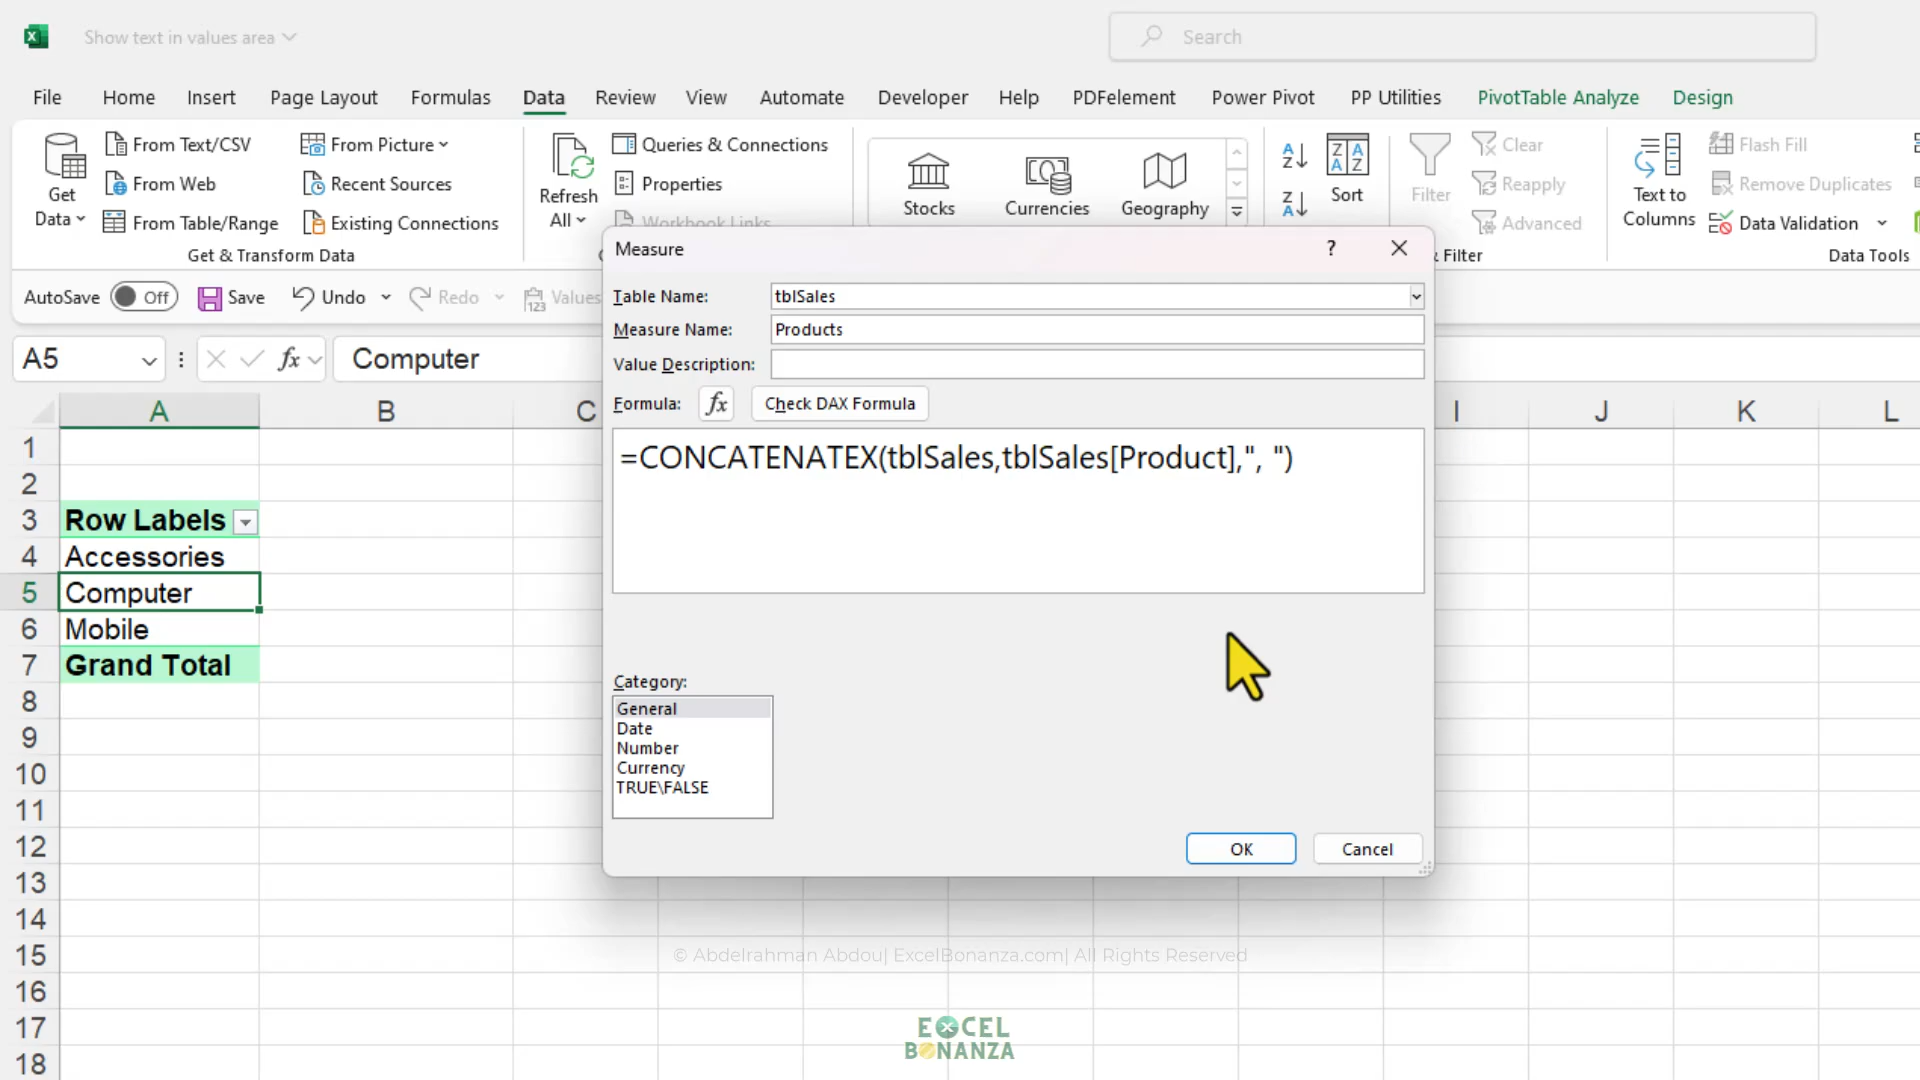 Show text in values area
Search
File Home Insert Page Layout Formulas Data Review View Automate Developer Help PDFelement Power Pivot PP Utilities PivotTable Analyze Design
Get Data
From Text/CSV
From Web
From Table/Range
From Picture
Recent Sources
Existing Connections
Get & Transform Data
Refresh All
Queries & Connections
Properties
Workbook Links
Stocks
Currencies
Geography
Sort
Filter
Clear
Reapply
Advanced
& Filter
Text to Columns
Flash Fill
Remove Duplicates
Data Validation
Data Tools
AutoSave Off Save Undo Redo Values
A5 fx Computer
A B C I J K L
1
2
3 Row Labels
4 Accessories
5 Computer
6 Mobile
7 Grand Total
8
9
10
11
12
13
14
15
16
17
18
Measure ?
Table Name: tblSales
Measure Name: Products
Value Description:
Formula: fx Check DAX Formula
=CONCATENATEX(tblSales,tblSales[Product],", ")
Category:
General
Date
Number
Currency
TRUE\FALSE
OK Cancel
© Abdelrahman Abdou| ExcelBonanza.com| All Rights Reserved
EXCEL
BONANZA